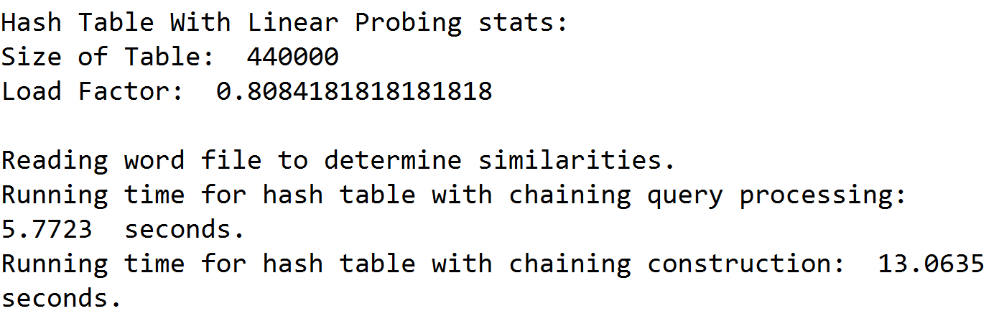 Hash Table With Linear Probing stats:
Size of Table:  440000
Load Factor:  0.8084181818181818
Reading word file to determine similarities.
Running time for hash table with chaining query processing:
5.7723  seconds.
Running time for hash table with chaining construction:  13.0635
seconds.